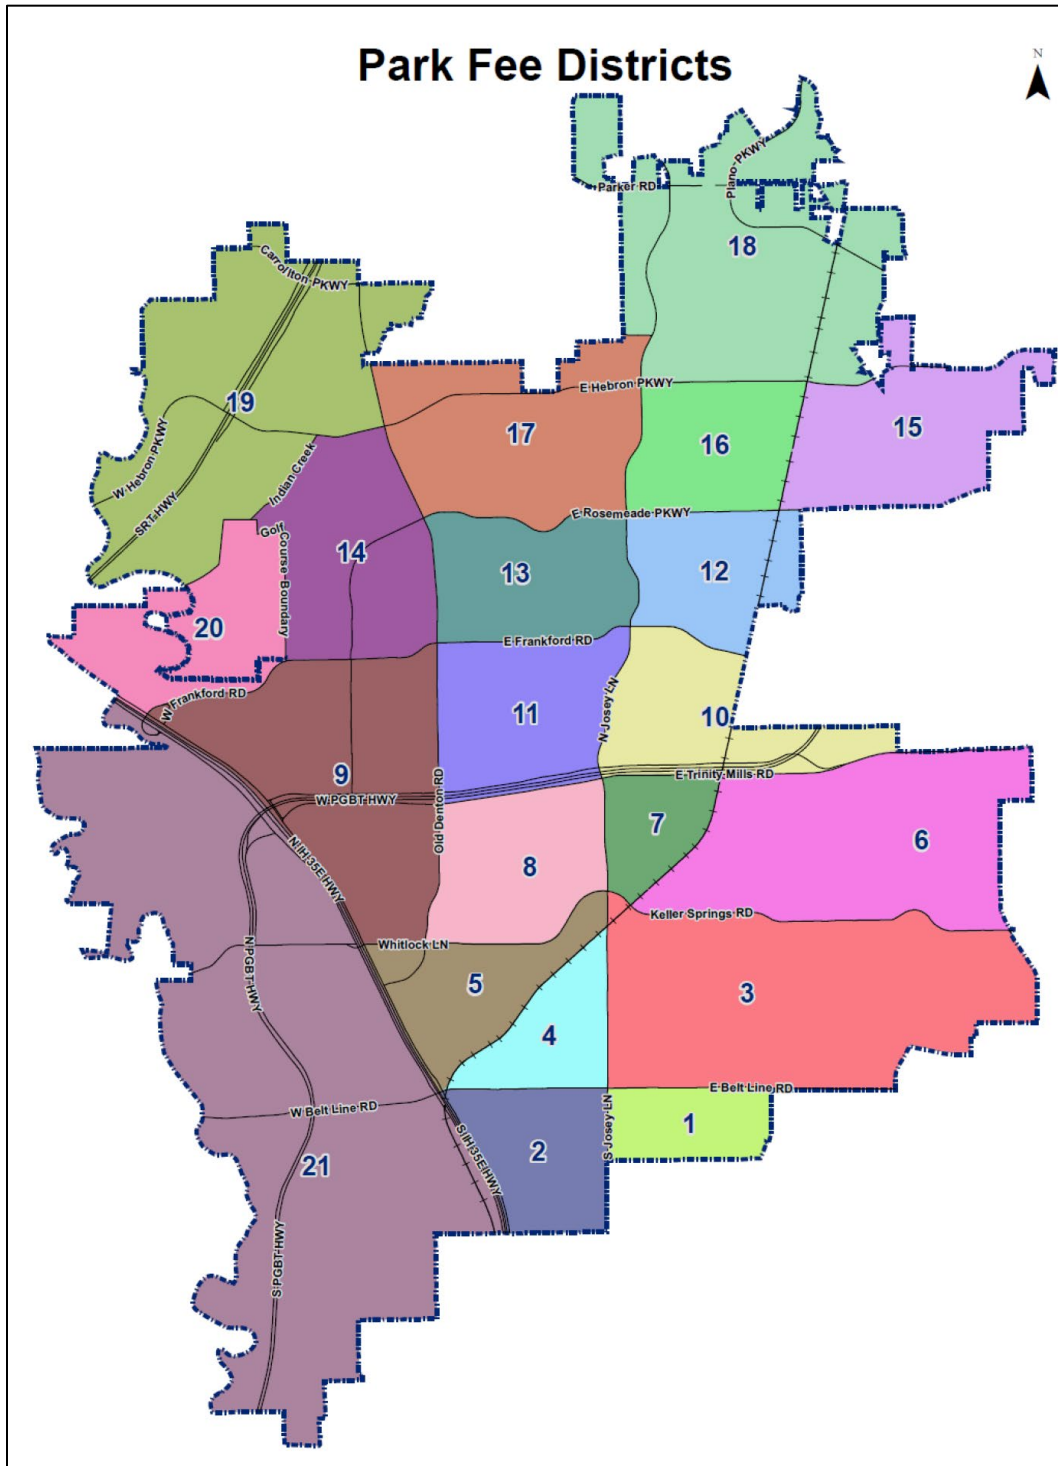 Park Fee Districts
N
Plano PKWY
Parker RD
18
Carrollton PKWY
E Hebron PKWY
19
17
15
16
W Hebron PKWY
Indian Creek
SRT HWY
E Rosemeade PKWY
Golf
Course Boundary
14
13
12
20
E Frankford RD
W Frankford RD
N Josey LN
11
10
E Trinity Mills RD
9
W PGBT HWY
Old Denton RD
7
6
N IH 35E HWY
8
Keller Springs RD
Whitlock LN
N PGBT HWY
5
3
4
E Belt Line RD
W Belt Line RD
S Josey LN
1
S IH 35E HWY
2
21
S PGBT HWY